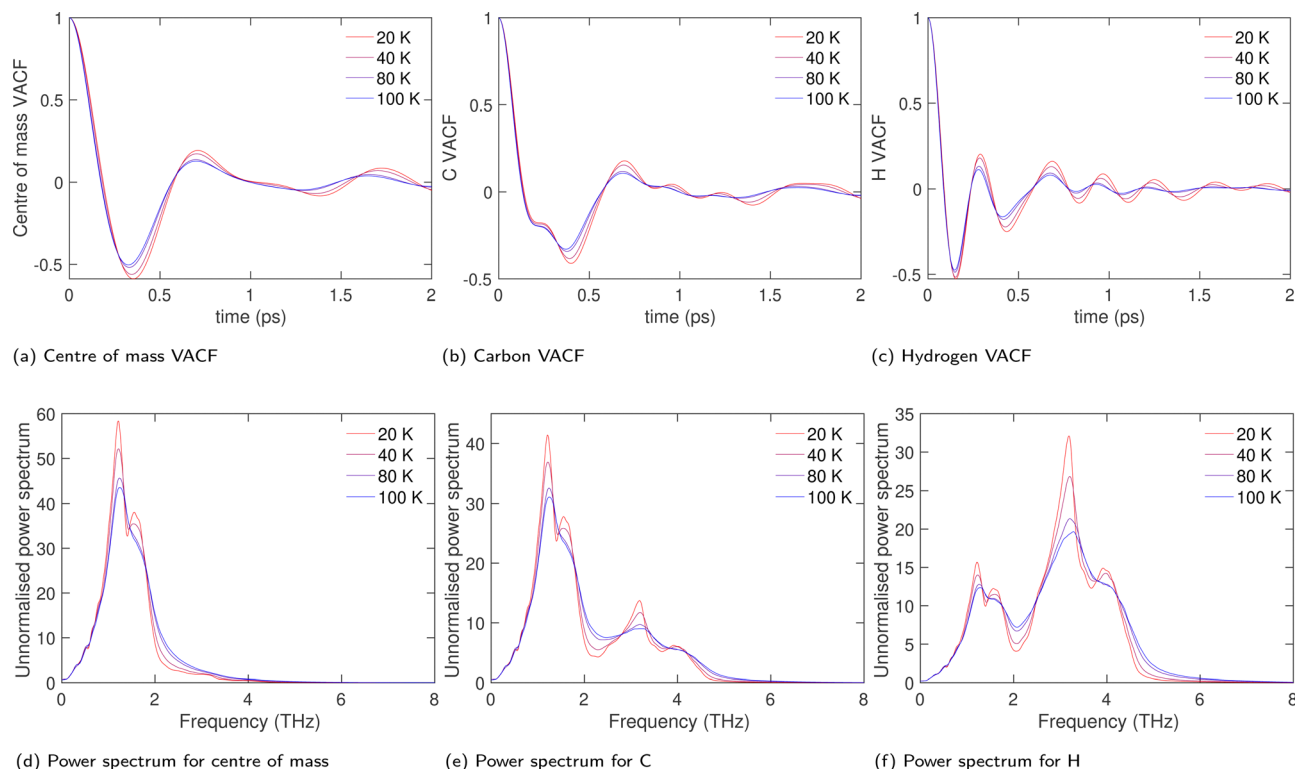 1
0.5
0
-0.5
Centre of mass VACF
20 K
40 K
80 K
100 K
0
0.5
1
1.5
2
time (ps)
(a) Centre of mass VACF
1
0.5
0
-0.5
C VACF
20 K
40 K
80 K
100 K
0
0.5
1
1.5
2
time (ps)
(b) Carbon VACF
1
0.5
0
-0.5
H VACF
20 K
40 K
80 K
100 K
0
0.5
1
1.5
2
time (ps)
(c) Hydrogen VACF
60
50
40
30
20
10
0
Unnormalised power spectrum
20 K
40 K
80 K
100 K
0
2
4
6
8
Frequency (THz)
(d) Power spectrum for centre of mass
40
30
20
10
0
Unnormalised power spectrum
20 K
40 K
80 K
100 K
0
2
4
6
8
Frequency (THz)
(e) Power spectrum for C
35
30
25
20
15
10
5
0
Unnormalised power spectrum
20 K
40 K
80 K
100 K
0
2
4
6
8
Frequency (THz)
(f) Power spectrum for H